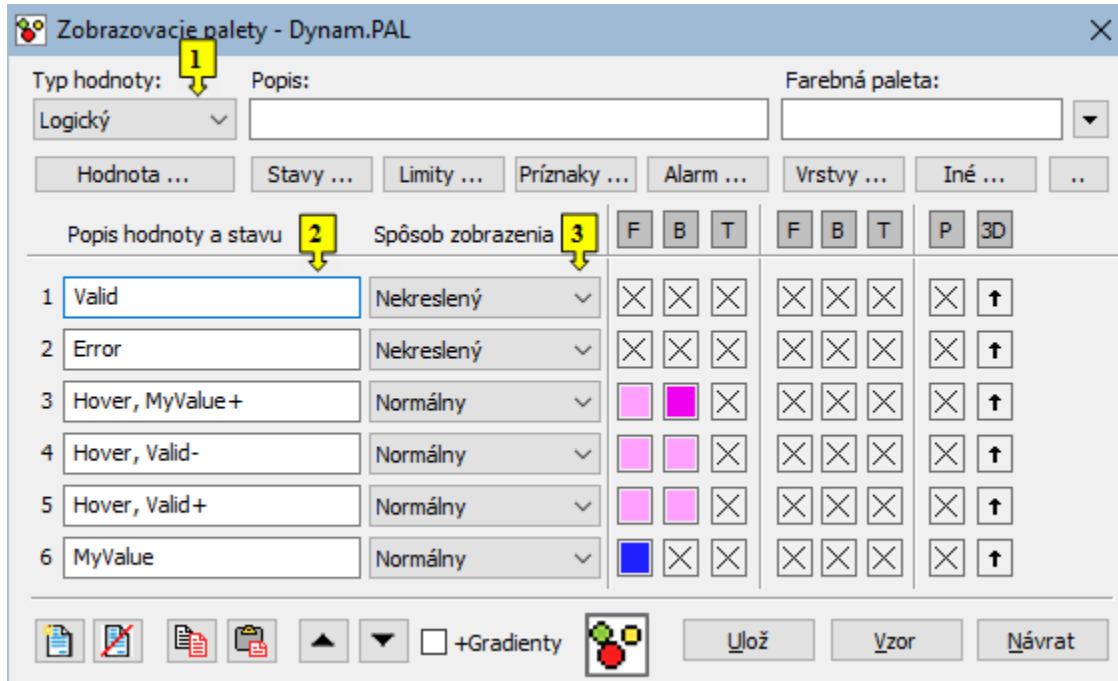 Zobrazovacie palety - Dynam.PAL
1
Typ hodnoty: Popis: Farebná paleta:
Logický
Hodnota ... Stavy ... Limity ... Príznaky ... Alarm ... Vrstvy ... Iné ... ..
Popis hodnoty a stavu 2 Spôsob zobrazenia 3 F B T F B T P 3D
1 Valid Nekreslený
2 Error Nekreslený
3 Hover, MyValue+ Normálny
4 Hover, Valid- Normálny
5 Hover, Valid+ Normálny
6 MyValue Normálny
+Gradienty Ulož Vzor Návrat